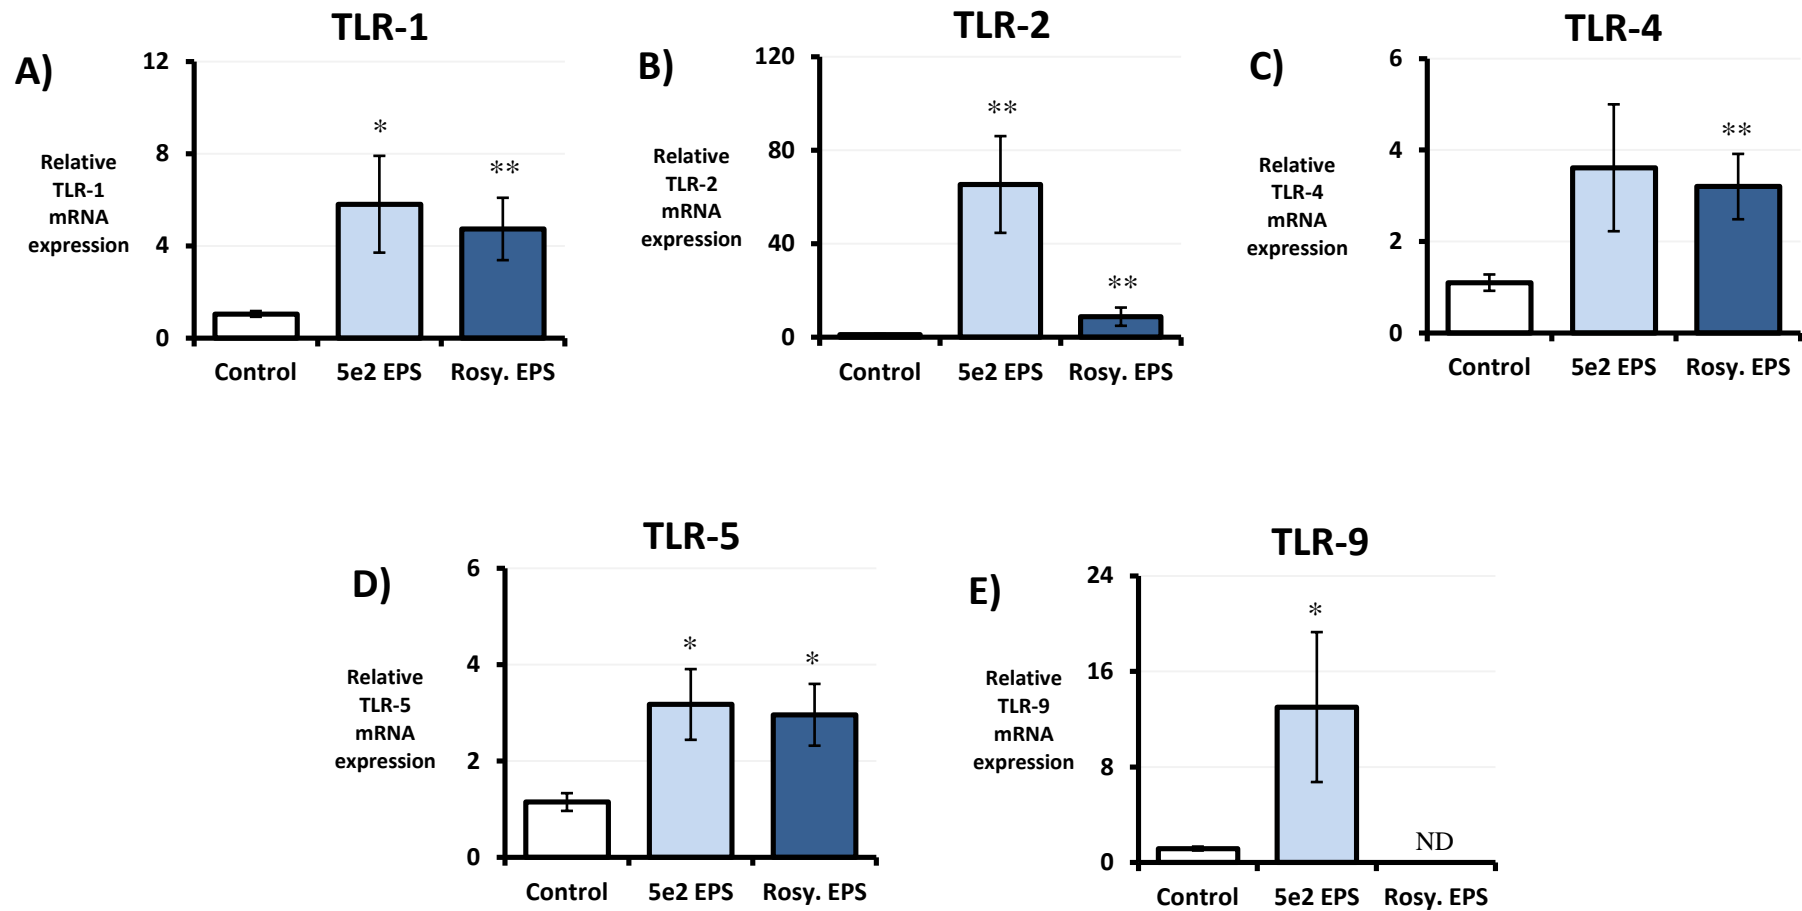 TLR-1
A)
12
8
4
0
Relative
TLR-1
mRNA
expression
*
**
Control
5e2 EPS
Rosy. EPS
TLR-2
B)
120
80
40
0
Relative
TLR-2
mRNA
expression
**
**
Control
5e2 EPS
Rosy. EPS
TLR-4
C)
6
4
2
0
Relative
TLR-4
mRNA
expression
**
Control
5e2 EPS
Rosy. EPS
TLR-5
D)
6
4
2
0
Relative
TLR-5
mRNA
expression
*
*
Control
5e2 EPS
Rosy. EPS
TLR-9
E)
24
16
8
0
Relative
TLR-9
mRNA
expression
*
ND
Control
5e2 EPS
Rosy. EPS